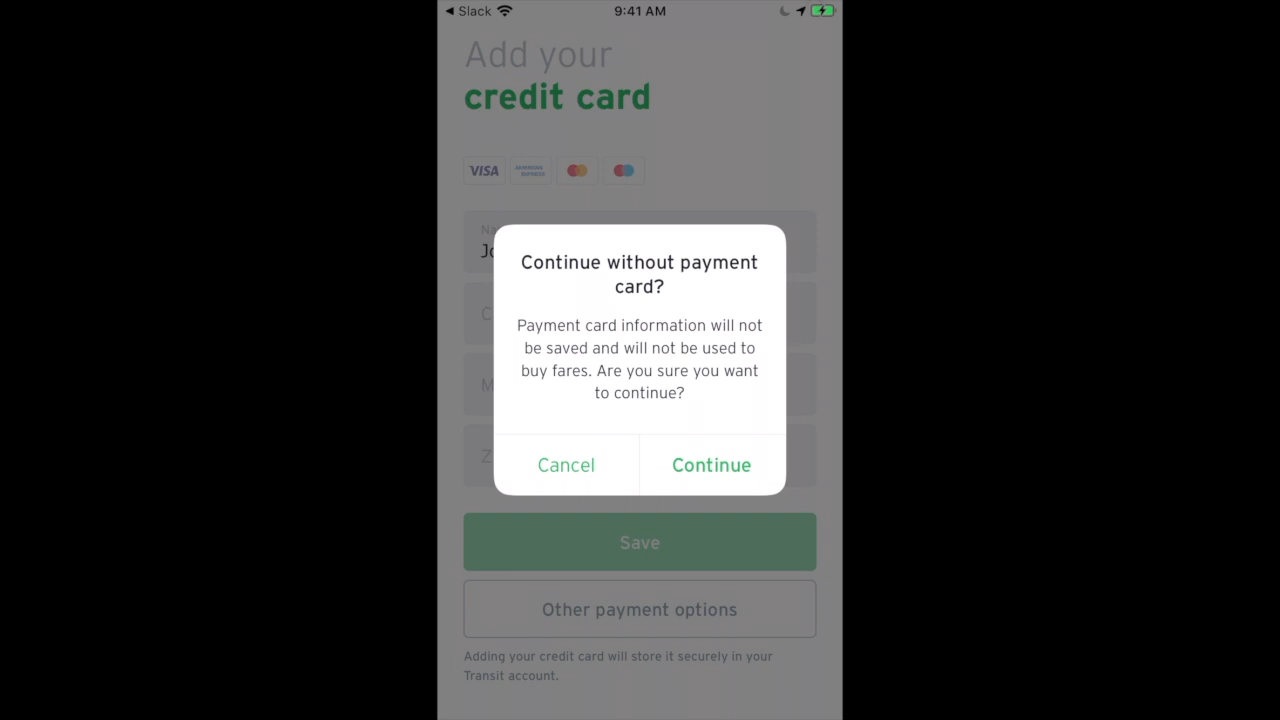 ◀ Slack
9:41 AM
Add your
credit card
VISA
AMERICAN
EXPRESS
Continue without payment
card?
Payment card information will not
be saved and will not be used to
buy fares. Are you sure you want
to continue?
Cancel
Continue
Save
Other payment options
Adding your credit card will store it securely in your
Transit account.